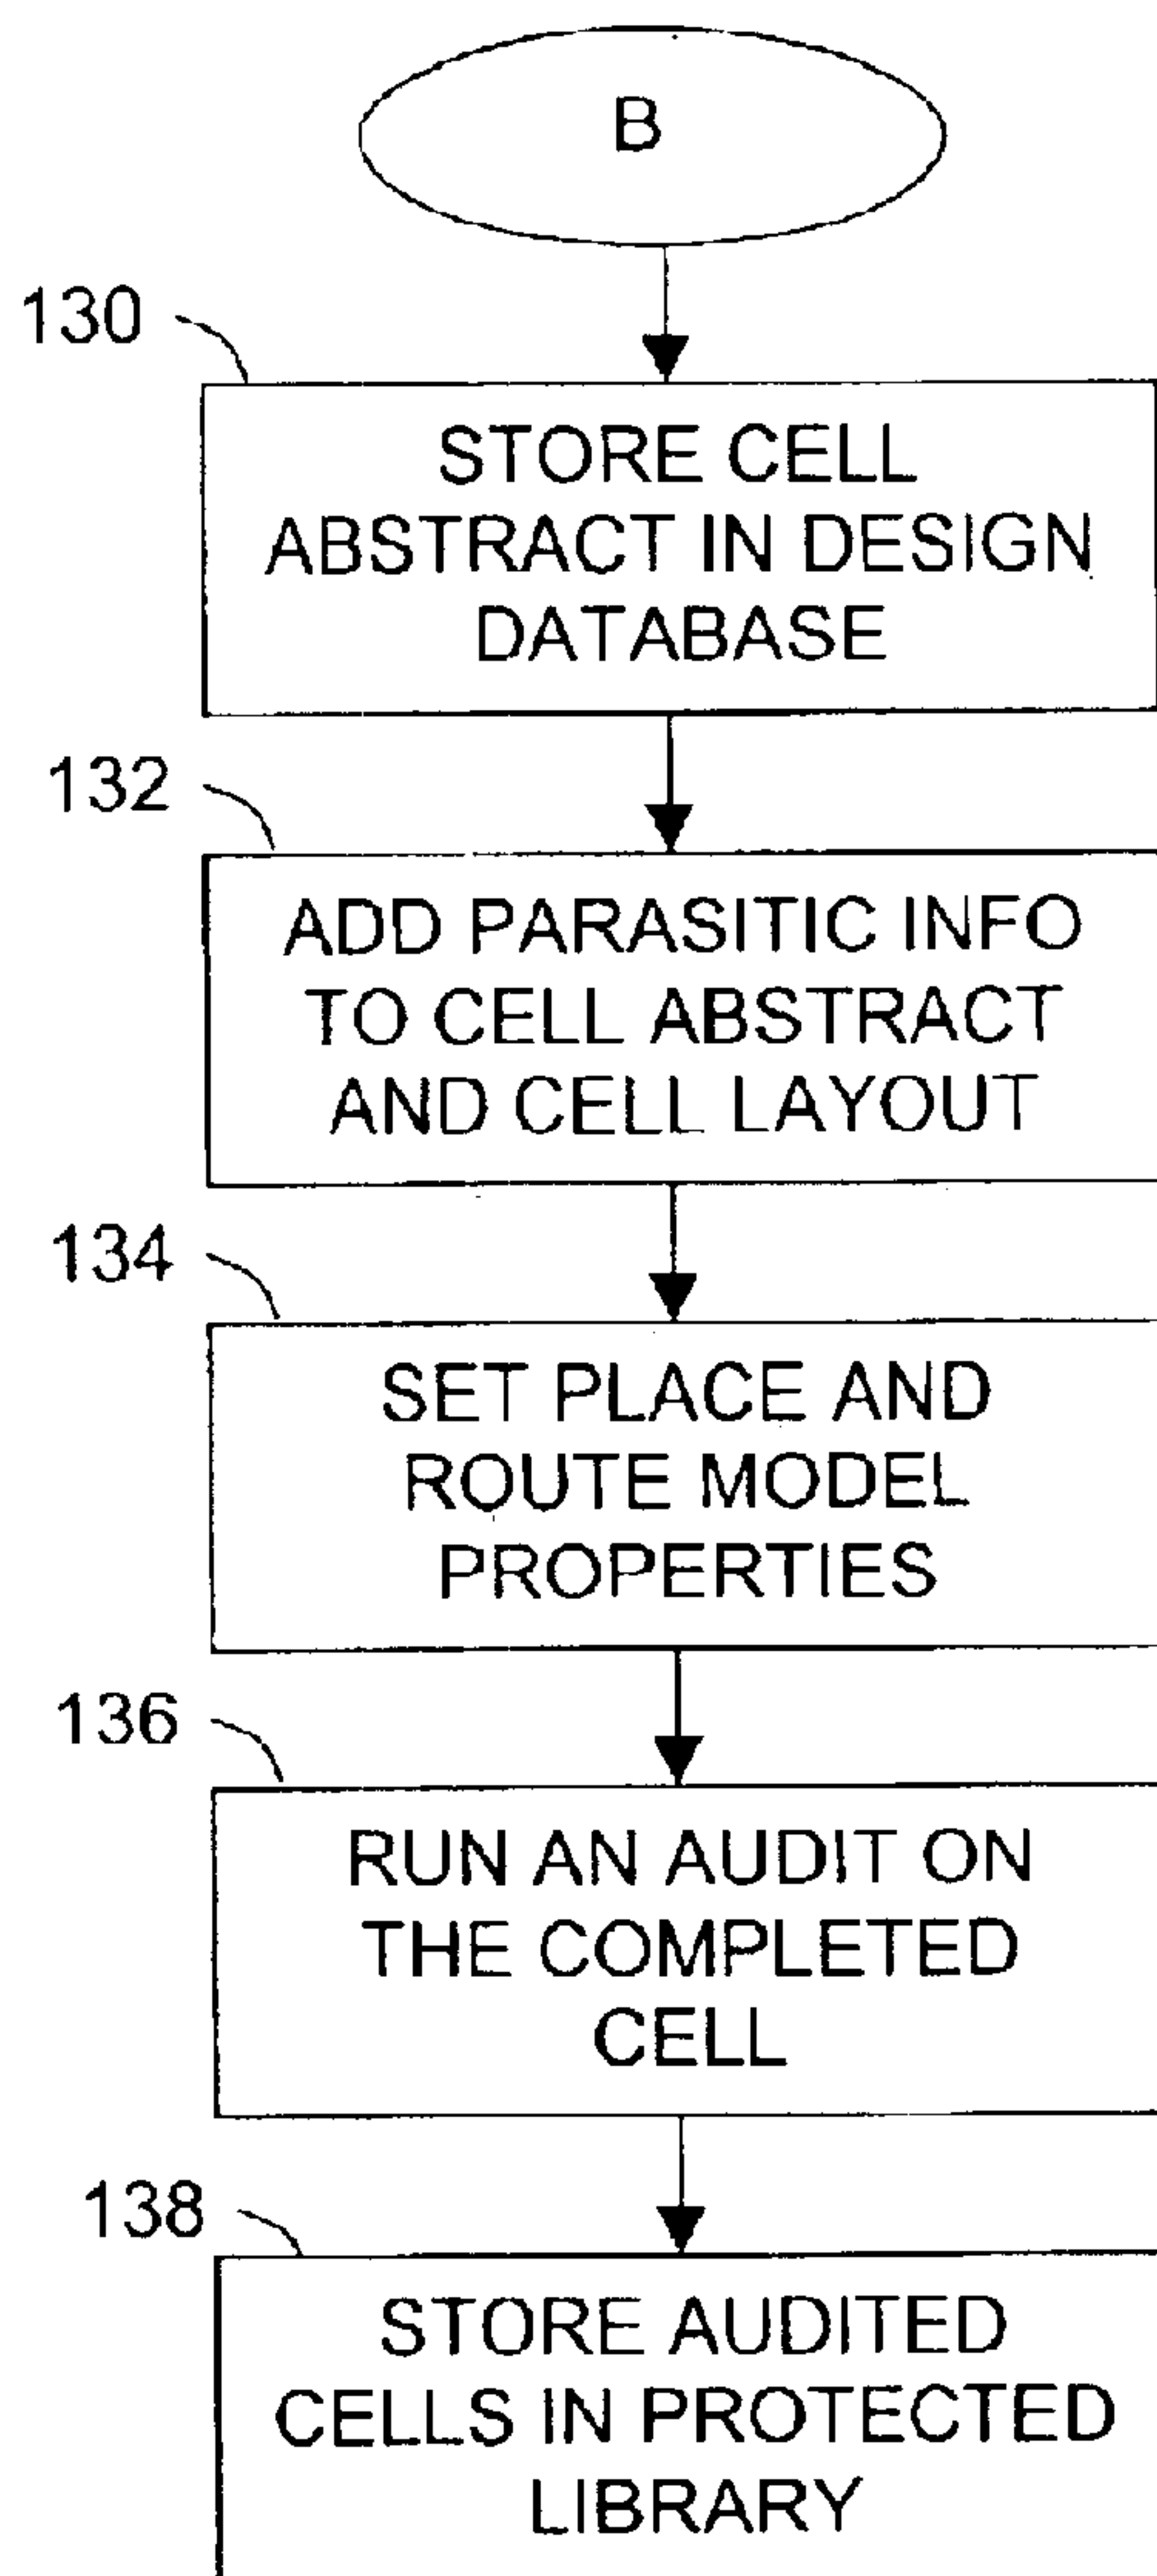 B
130
STORE CELL
ABSTRACT IN DESIGN
DATABASE
132
ADD PARASITIC INFO
TO CELL ABSTRACT
AND CELL LAYOUT
134
SET PLACE AND
ROUTE MODEL
PROPERTIES
136
RUN AN AUDIT ON
THE COMPLETED
CELL
138
STORE AUDITED
CELLS IN PROTECTED
LIBRARY